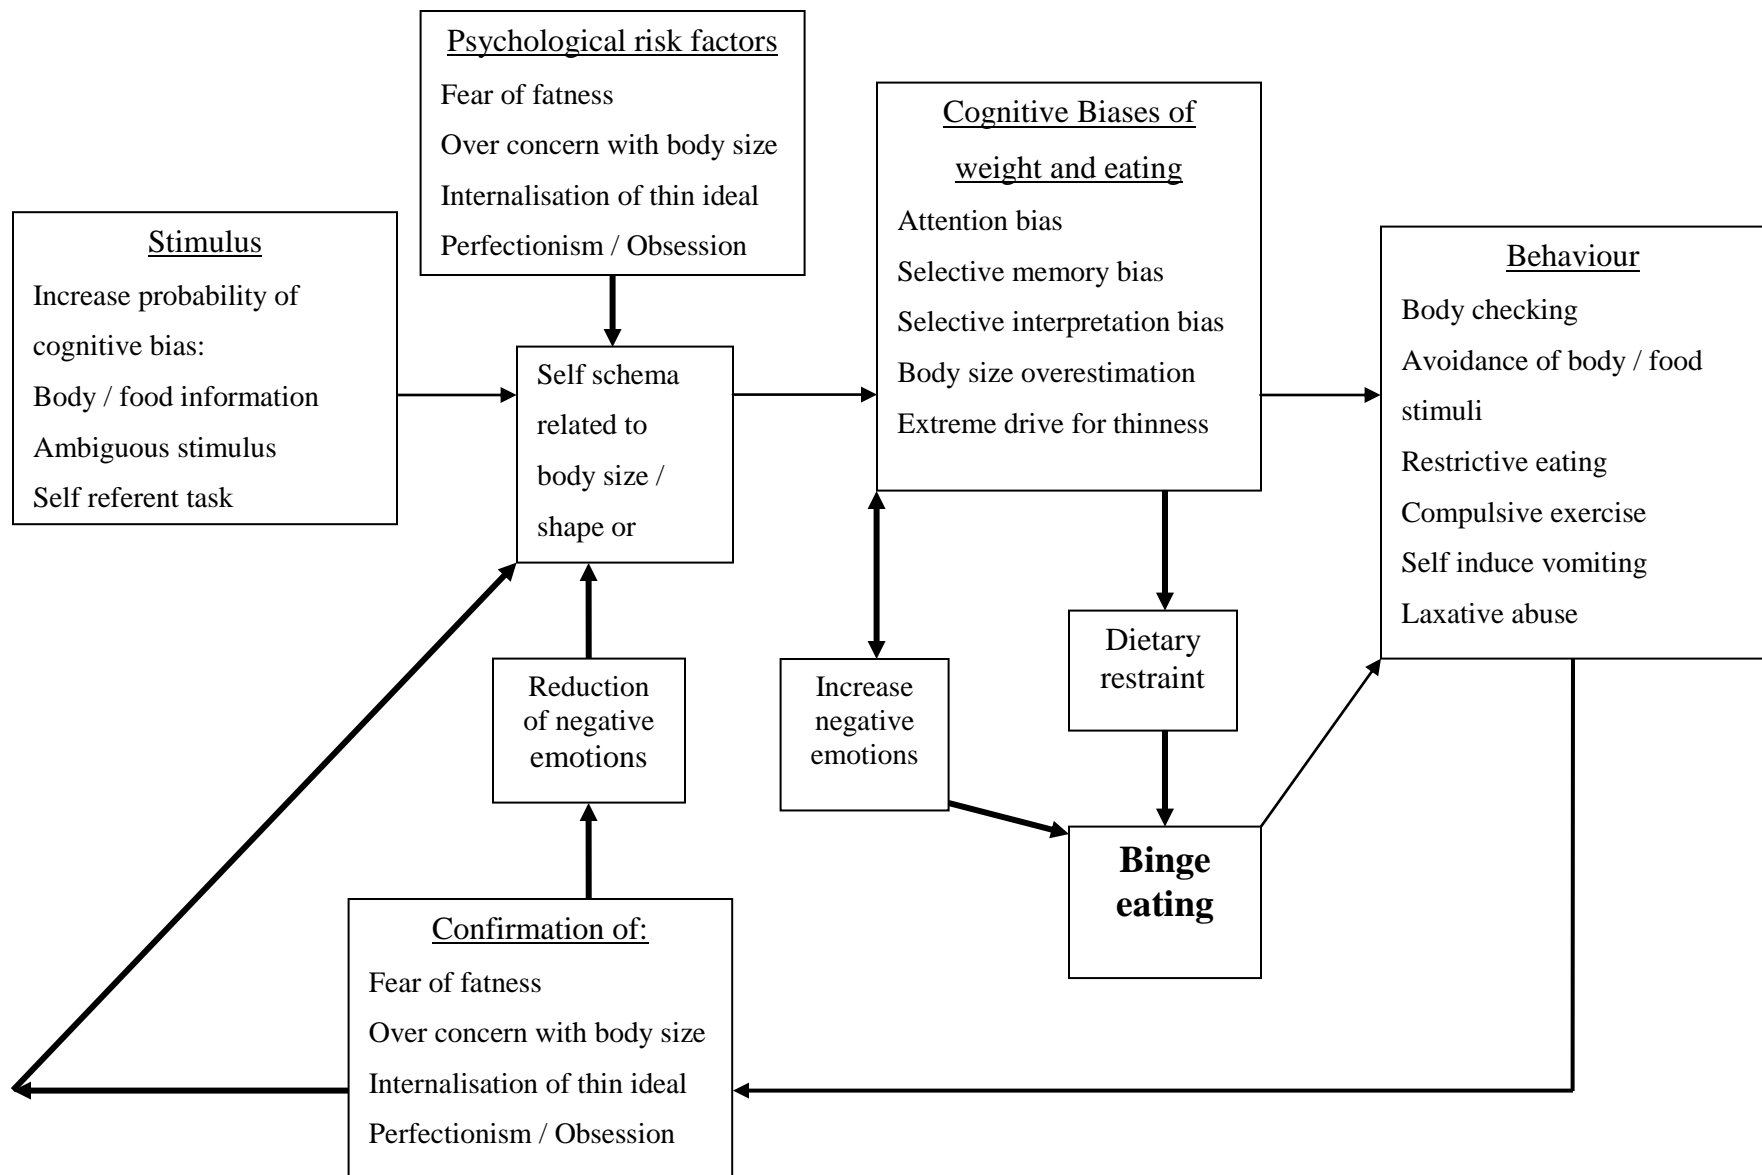 Psychological risk factors
Fear of fatness
Over concern with body size
Internalisation of thin ideal
Perfectionism / Obsession
Stimulus
Increase probability of
cognitive bias:
Body / food information
Ambiguous stimulus
Self referent task
Self schema
related to
body size /
shape or
Cognitive Biases of
weight and eating
Attention bias
Selective memory bias
Selective interpretation bias
Body size overestimation
Extreme drive for thinness
Behaviour
Body checking
Avoidance of body / food
stimuli
Restrictive eating
Compulsive exercise
Self induce vomiting
Laxative abuse
Reduction
of negative
emotions
Increase
negative
emotions
Dietary
restraint
Binge
eating
Confirmation of:
Fear of fatness
Over concern with body size
Internalisation of thin ideal
Perfectionism / Obsession